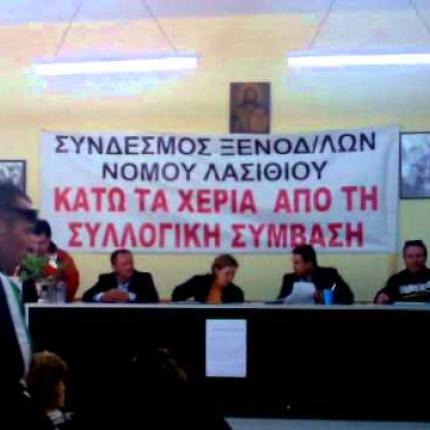 ΣΥΝΔΕΣΜΟΣ ΞΕΝΟΔ/ΛΩΝ
ΝΟΜΟΥ ΛΑΣΙΘΙΟΥ
ΚΑΤΩ ΤΑ ΧΕΡΙΑ ΑΠΟ ΤΗ
ΣΥΛΛΟΓΙΚΗ ΣΥΜΒΑΣΗ